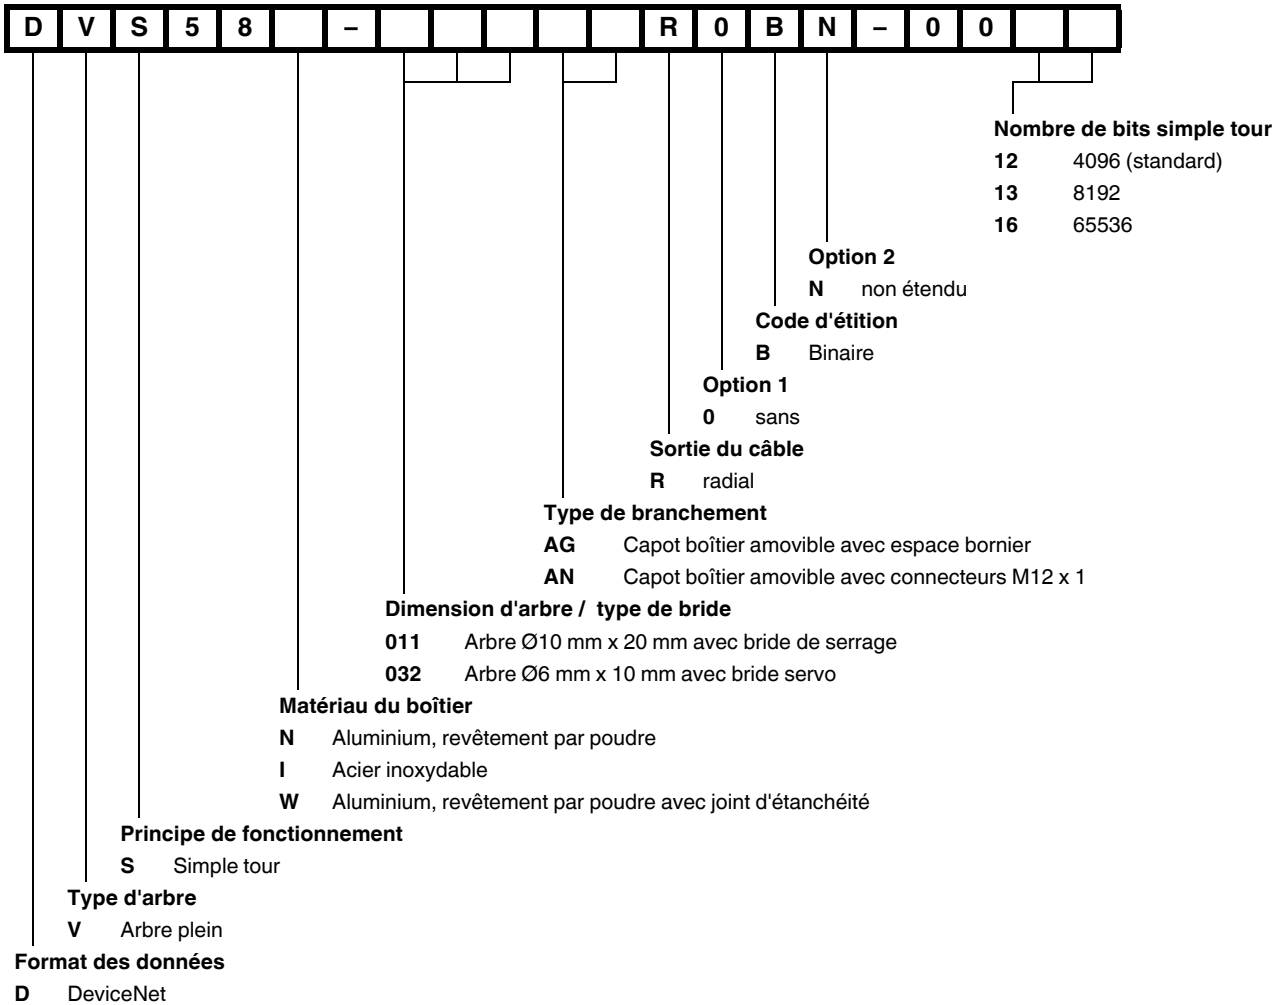 D V S 5 8 – R 0 B N – 0 0
Nombre de bits simple tour
12 4096 (standard)
13 8192
16 65536
Option 2
N non étendu
Code d'étition
B Binaire
Option 1
0 sans
Sortie du câble
R radial
Type de branchement
AG Capot boîtier amovible avec espace bornier
AN Capot boîtier amovible avec connecteurs M12 x 1
Dimension d'arbre / type de bride
011 Arbre Ø10 mm x 20 mm avec bride de serrage
032 Arbre Ø6 mm x 10 mm avec bride servo
Matériau du boîtier
N Aluminium, revêtement par poudre
I Acier inoxydable
W Aluminium, revêtement par poudre avec joint d'étanchéité
Principe de fonctionnement
S Simple tour
Type d'arbre
V Arbre plein
Format des données
D DeviceNet